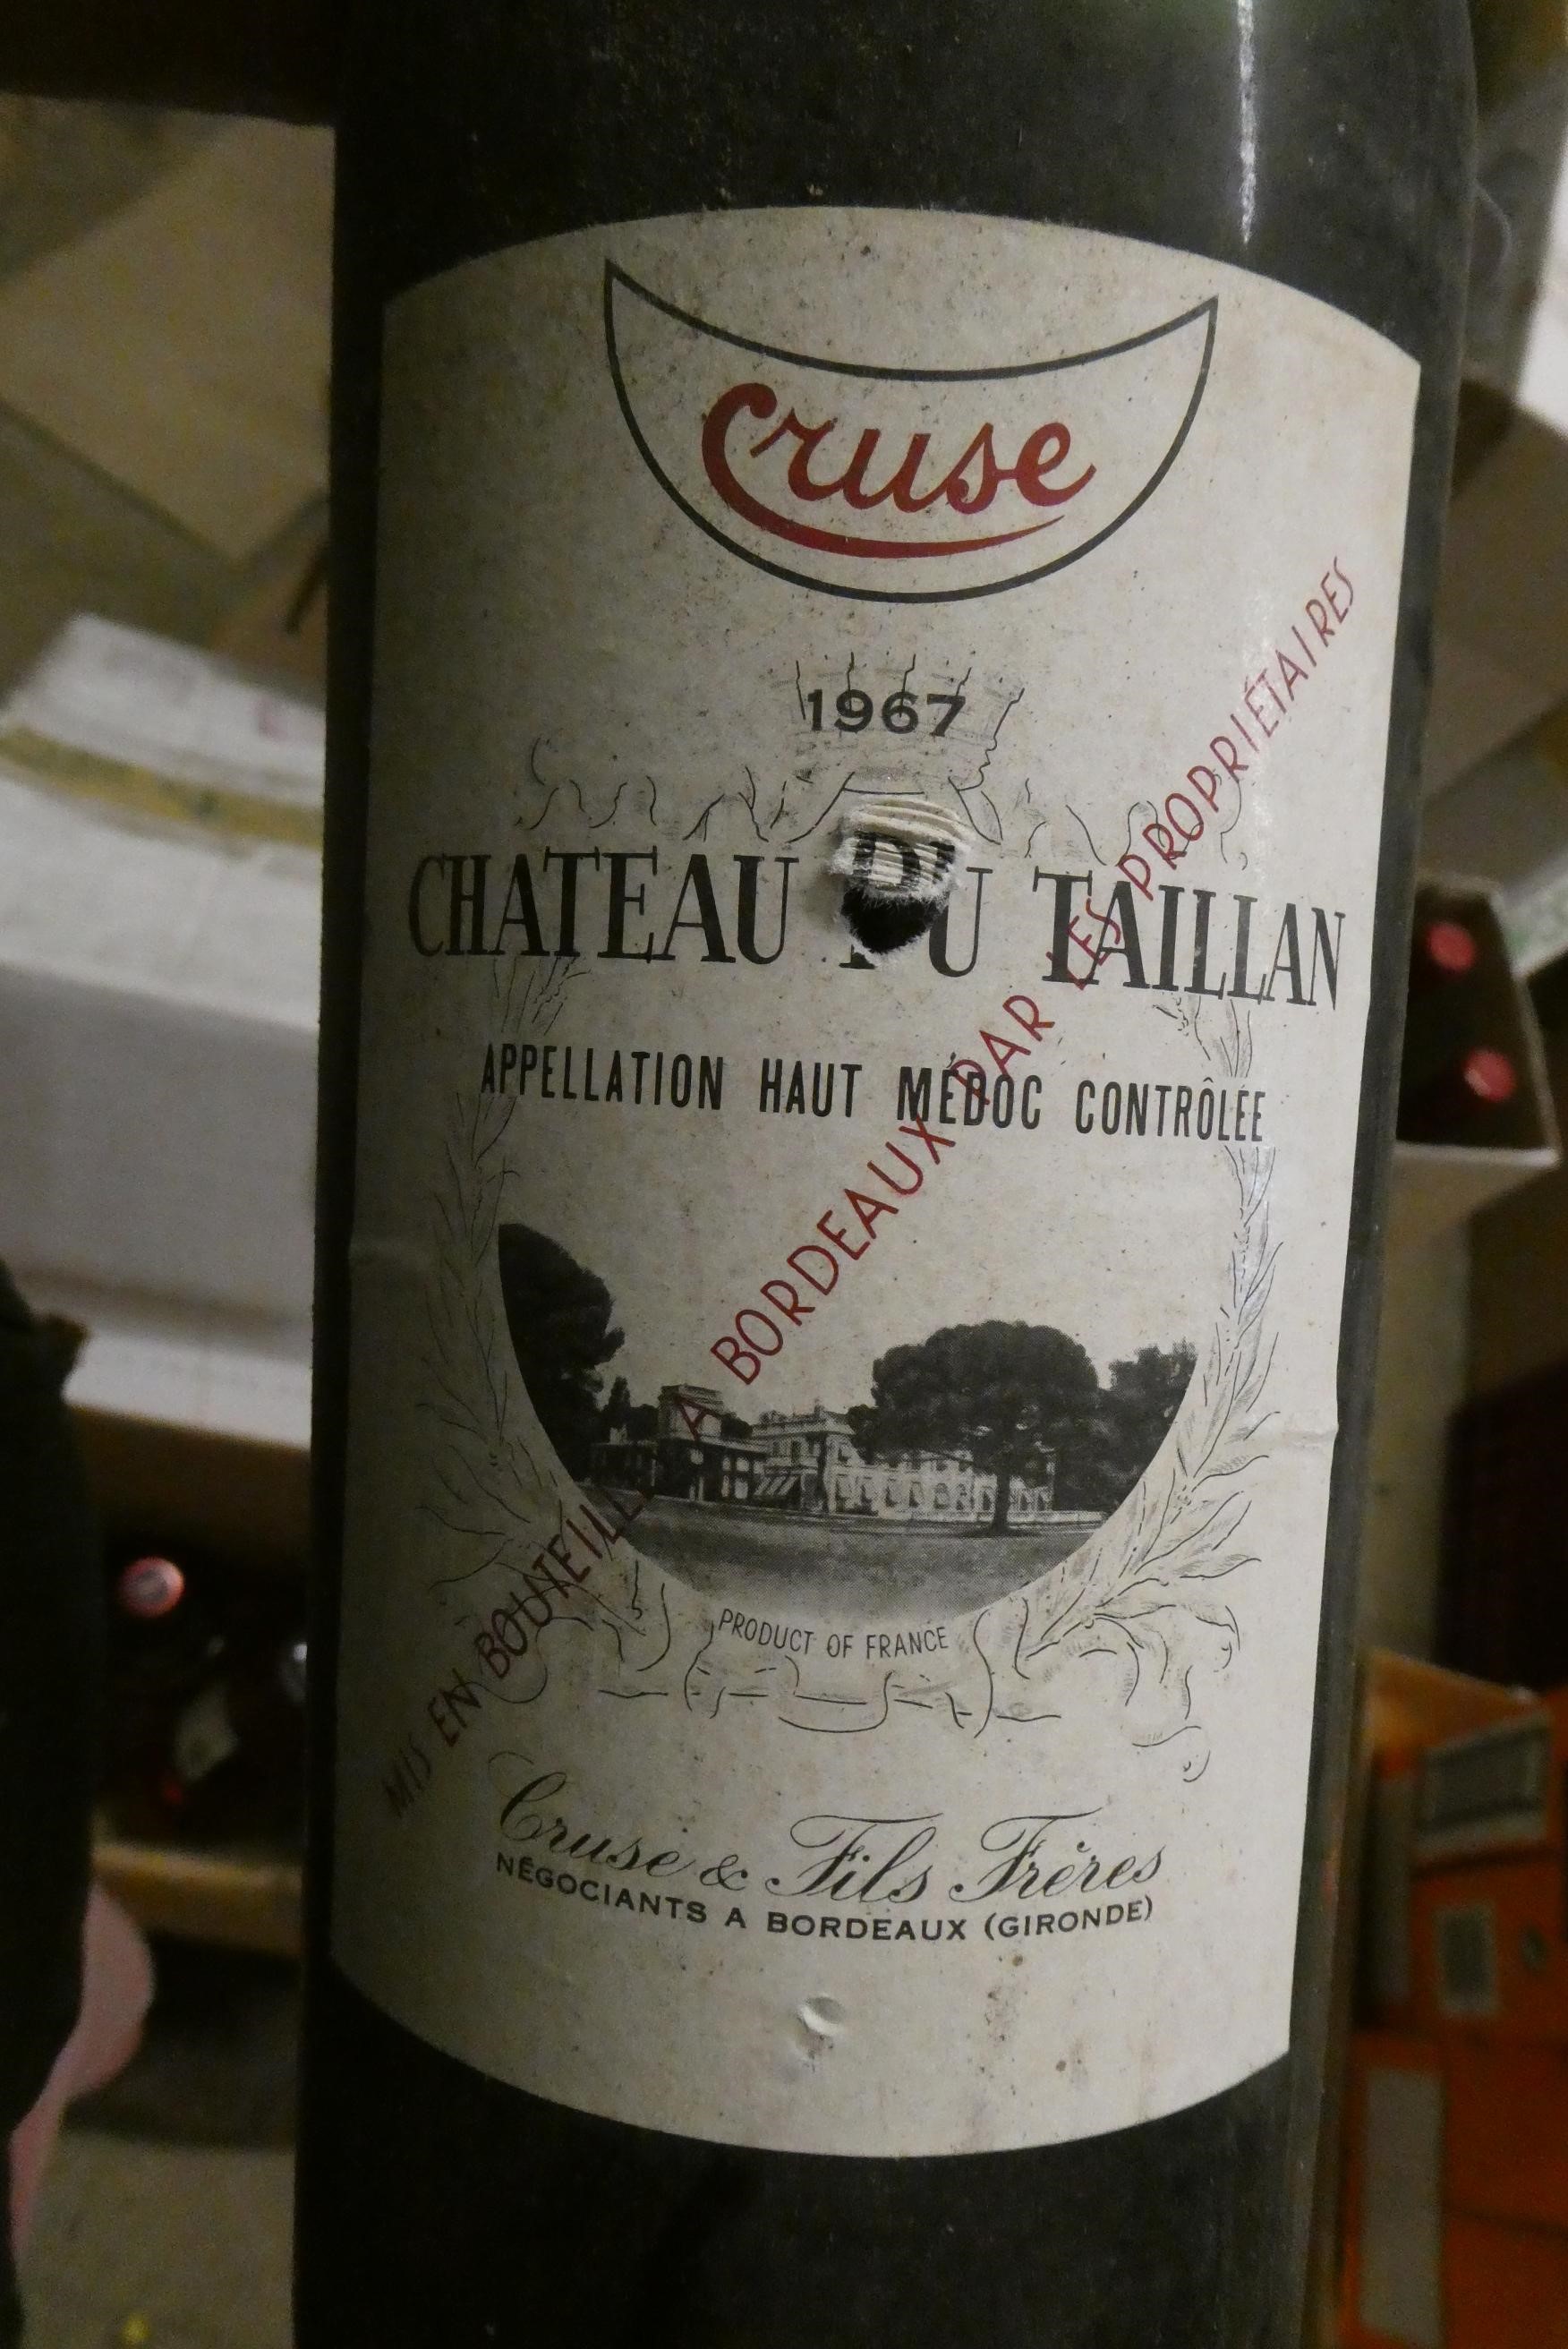 Cruse
1967
CHATEAU DU TAILLAN
APPELLATION HAUT MÉDOC CONTRÔLÉE
MIS EN BOUTEILLE A BORDEAUX PAR LES PROPRIÉTAIRES
PRODUCT OF FRANCE
Cruse & Fils Frères
NÉGOCIANTS A BORDEAUX (GIRONDE)